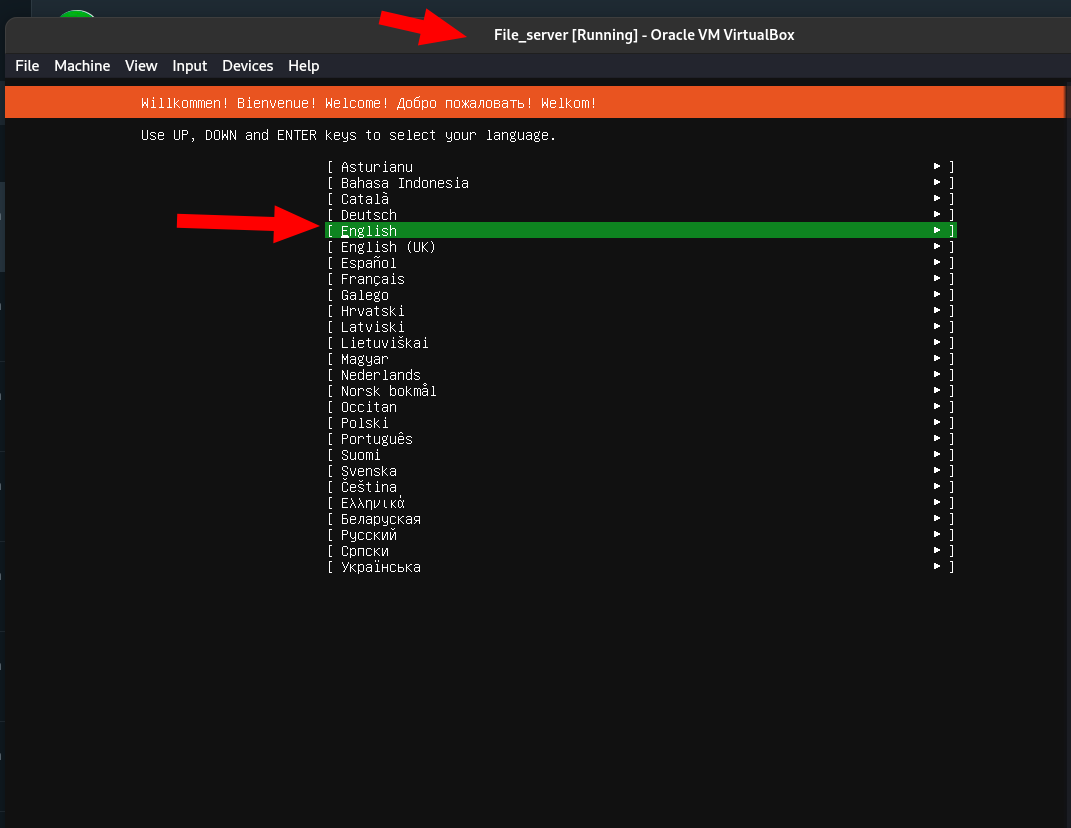 File_server [Running] - Oracle VM VirtualBox
File Machine View Input Devices Help
Willkommen! Bienvenue! Welcome! Добро пожаловать! Welkom!
Use UP, DOWN and ENTER keys to select your language.
[ Asturianu ▸ ]
[ Bahasa Indonesia ▸ ]
[ Català ▸ ]
[ Deutsch ▸ ]
[ English ▸ ]
[ English (UK) ▸ ]
[ Español ▸ ]
[ Français ▸ ]
[ Galego ▸ ]
[ Hrvatski ▸ ]
[ Latviski ▸ ]
[ Lietuviškai ▸ ]
[ Magyar ▸ ]
[ Nederlands ▸ ]
[ Norsk bokmål ▸ ]
[ Occitan ▸ ]
[ Polski ▸ ]
[ Português ▸ ]
[ Suomi ▸ ]
[ Svenska ▸ ]
[ Čeština ▸ ]
[ Ελληνικά ▸ ]
[ Беларуская ▸ ]
[ Русский ▸ ]
[ Српски ▸ ]
[ Українська ▸ ]